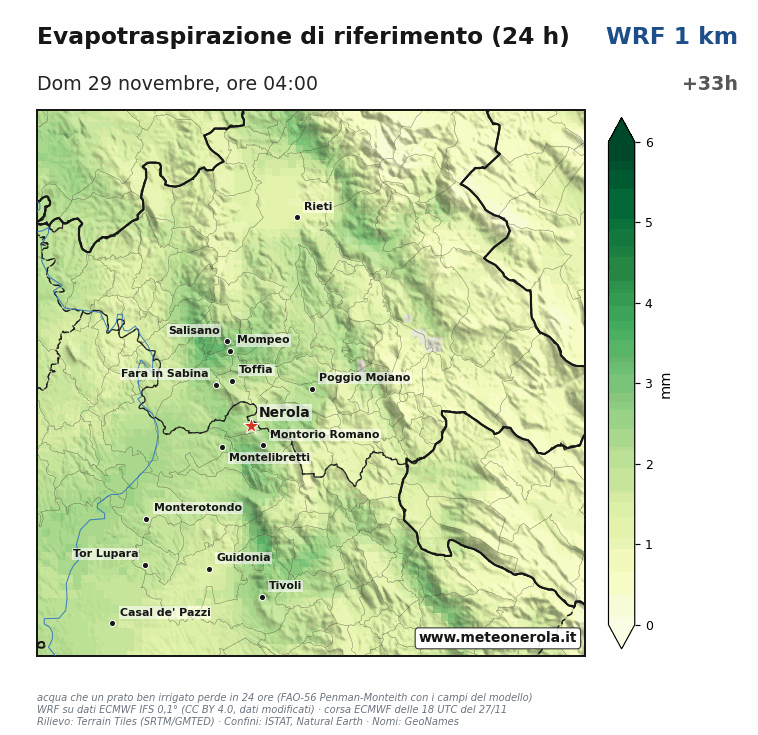 Evapotraspirazione di riferimento (24 h)
WRF 1 km
Dom 29 novembre, ore 04:00
+33h
Rieti
Salisano
Mompeo
Toffia
Fara in Sabina
Poggio Moiano
Nerola
Montorio Romano
Montelibretti
Monterotondo
Tor Lupara
Guidonia
Tivoli
Casal de' Pazzi
www.meteonerola.it
6
5
4
3
2
1
0
mm
acqua che un prato ben irrigato perde in 24 ore (FAO-56 Penman-Monteith con i campi del modello)
WRF su dati ECMWF IFS 0,1° (CC BY 4.0, dati modificati) · corsa ECMWF delle 18 UTC del 27/11
Rilievo: Terrain Tiles (SRTM/GMTED) · Confini: ISTAT, Natural Earth · Nomi: GeoNames